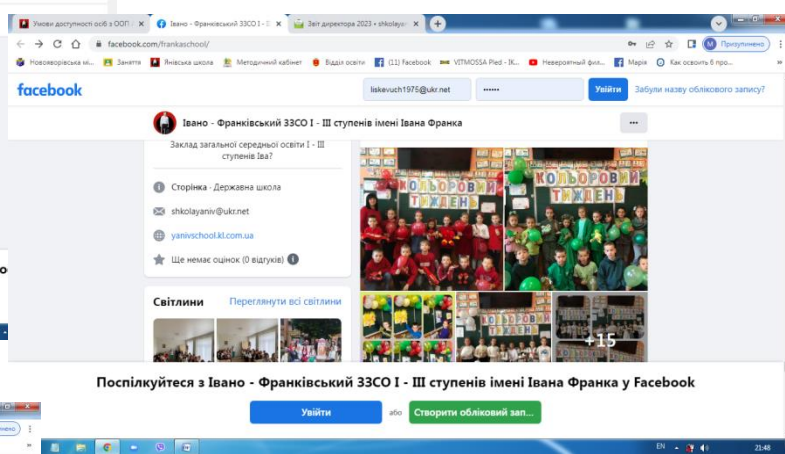 Умови доступності осіб з ООП
Івано - Франківський ЗЗСО І - ІІ
Звіт директора 2023 • shkolayan
facebook.com/frankaschool/
Призупинено
Новояворівська мі...
Заняття
Янівська школа
Методичний кабінет
Відділ освіти
(11) Facebook
VITMOSSA Pled - IK...
Невероятный фил...
Марія
Как освоить 6 про...
facebook
liskevuch1975@ukr.net
••••••
Увійти
Забули назву облікового запису?
Івано - Франківський ЗЗСО І - ІІІ ступенів імені Івана Франка
Заклад загальної середньої освіти І - ІІІ
ступенів Іва?
Сторінка · Державна школа
shkolayaniv@ukr.net
yanivschool.kl.com.ua
Ще немає оцінок (0 відгуків)
Світлини
Переглянути всі світлини
КОЛЬОРОВИЙ
ТИЖДЕНЬ
КОЛЬОРОВИЙ
ТИЖДЕНЬ
КОЛЬОРОВИЙ
ТИЖДЕНЬ
+15
Поспілкуйтеся з Івано - Франківський ЗЗСО І - ІІІ ступенів імені Івана Франка у Facebook
Увійти
або
Створити обліковий зап...
EN
21:48